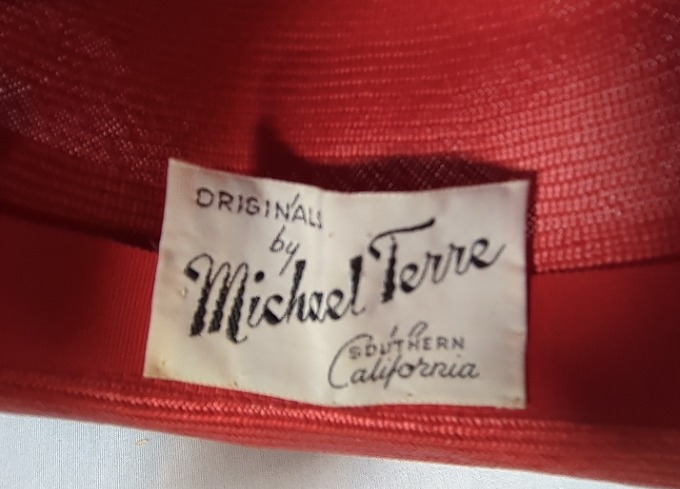 ORIGINALS
by
Michael Terre
SOUTHERN
California